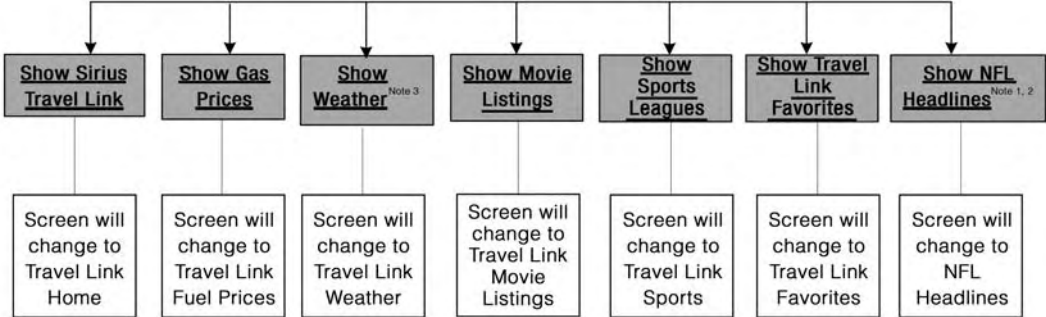 Show Sirius
Travel Link
Show Gas
Prices
Show
Weather Note 3
Show Movie
Listings
Show
Sports
Leagues
Show Travel
Link
Favorites
Show NFL
Headlines Note 1, 2
Screen will
change to
Travel Link
Home
Screen will
change to
Travel Link
Fuel Prices
Screen will
change to
Travel Link
Weather
Screen will
change to
Travel Link
Movie
Listings
Screen will
change to
Travel Link
Sports
Screen will
change to
Travel Link
Favorites
Screen will
change to
NFL
Headlines